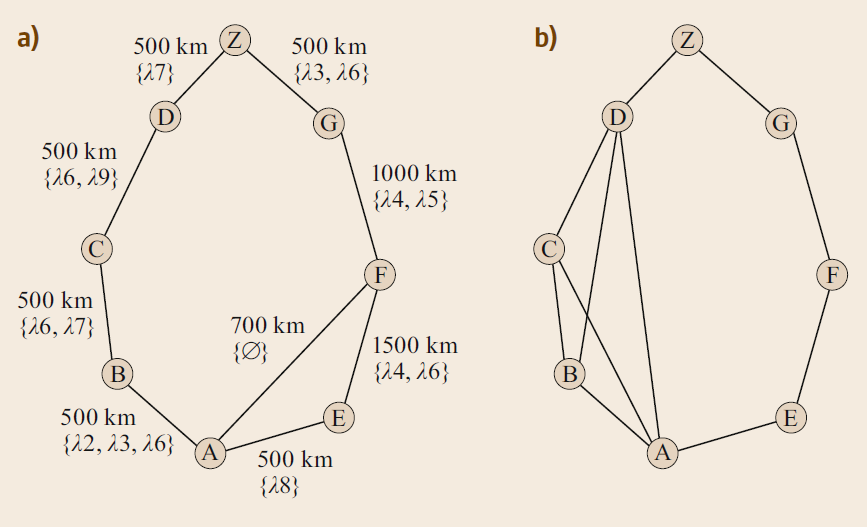 a)
Z
500 km
{λ7}
500 km
{λ3, λ6}
D
G
500 km
{λ6, λ9}
1000 km
{λ4, λ5}
C
F
500 km
{λ6, λ7}
700 km
{∅}
1500 km
{λ4, λ6}
B
E
500 km
{λ2, λ3, λ6}
A
500 km
{λ8}
b)
Z
D
G
C
F
B
E
A